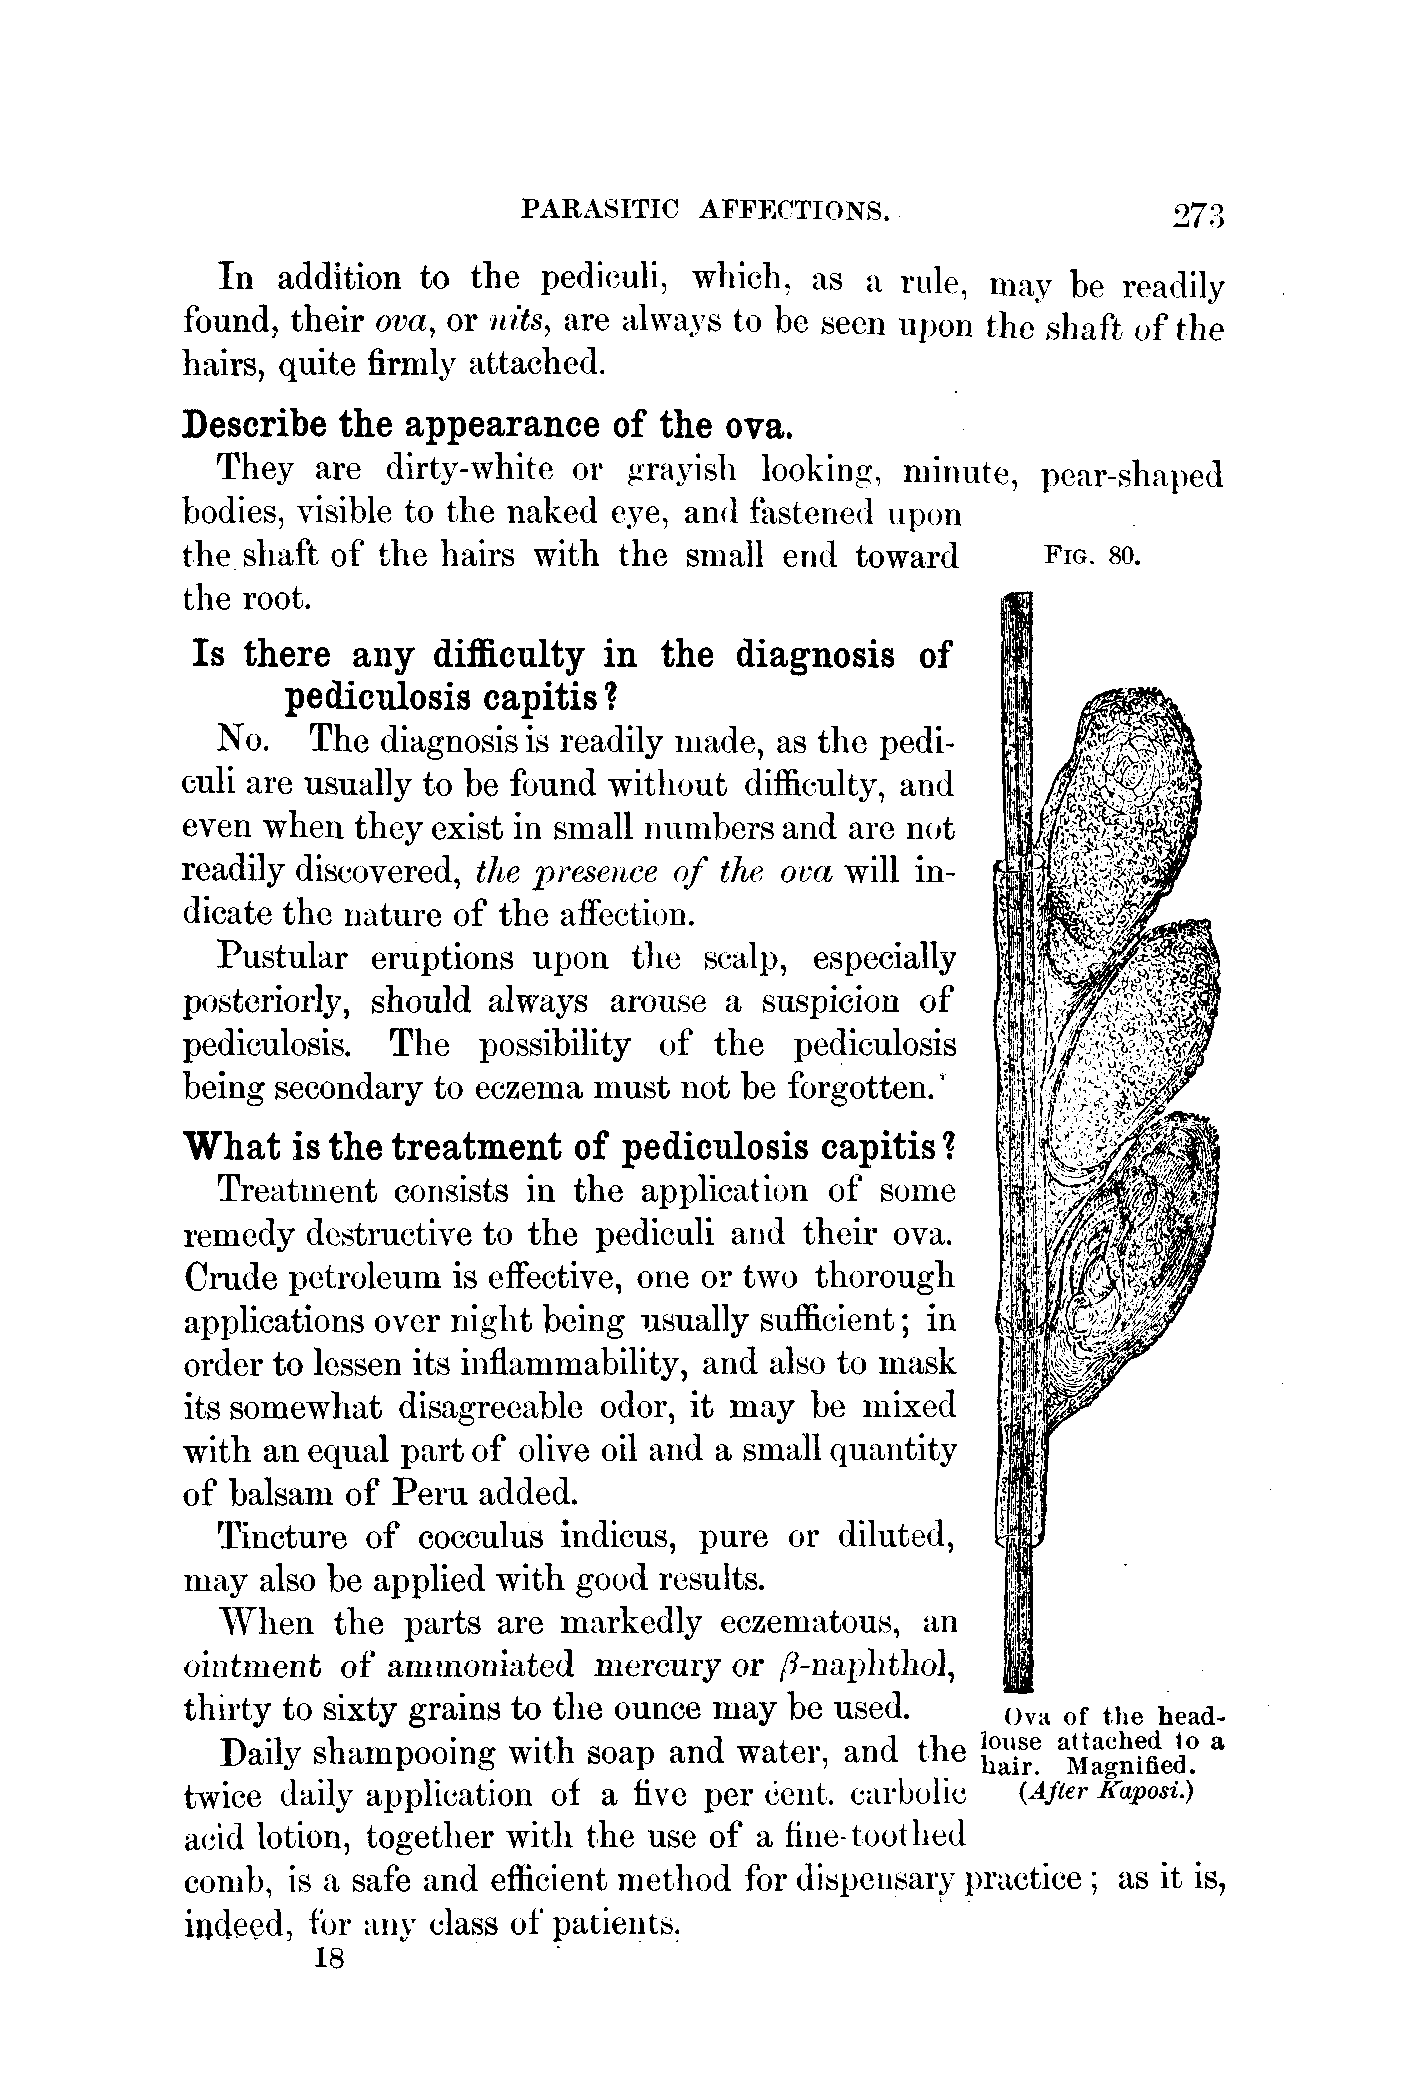 PARASITIC AFFECTIONS. 273
In addition to the pediculi, which, as a rule, may be readily
found, their ova, or nits, are always to be seen upon the shaft of the
hairs, quite firmly attached.
Describe the appearance of the ova.
They are dirty-white or grayish looking, minute, pear-shaped
bodies, visible to the naked eye, and fastened upon
the shaft of the hairs with the small end toward
the root.
Is there any difficulty in the diagnosis of
pediculosis capitis?
No. The diagnosis is readily made, as the pedi-
culi are usually to be found without difficulty, and
even when they exist in small numbers and are not
readily discovered, the presence of the ova will in-
dicate the nature of the affection.
Pustular eruptions upon the scalp, especially
posteriorly, should always arouse a suspicion of
pediculosis. The possibility of the pediculosis
being secondary to eczema must not be forgotten.
What is the treatment of pediculosis capitis?
Treatment consists in the application of some
remedy destructive to the pediculi and their ova.
Crude petroleum is effective, one or two thorough
applications over night being usually sufficient; in
order to lessen its inflammability, and also to mask
its somewhat disagreeable odor, it may be mixed
with an equal part of olive oil and a small quantity
of balsam of Peru added.
Tincture of cocculus indicus, pure or diluted,
may also be applied with good results.
When the parts are markedly eczematous, an
ointment of ammoniated mercury or β-naphthol,
thirty to sixty grains to the ounce may be used.
Daily shampooing with soap and water, and the
twice daily application of a five per cent. carbolic
acid lotion, together with the use of a fine-toothed
comb, is a safe and efficient method for dispensary practice; as it is,
indeed, for any class of patients.
18
FIG. 80.
Ova of the head-
louse attached to a
hair. Magnified.
(After Kaposi.)